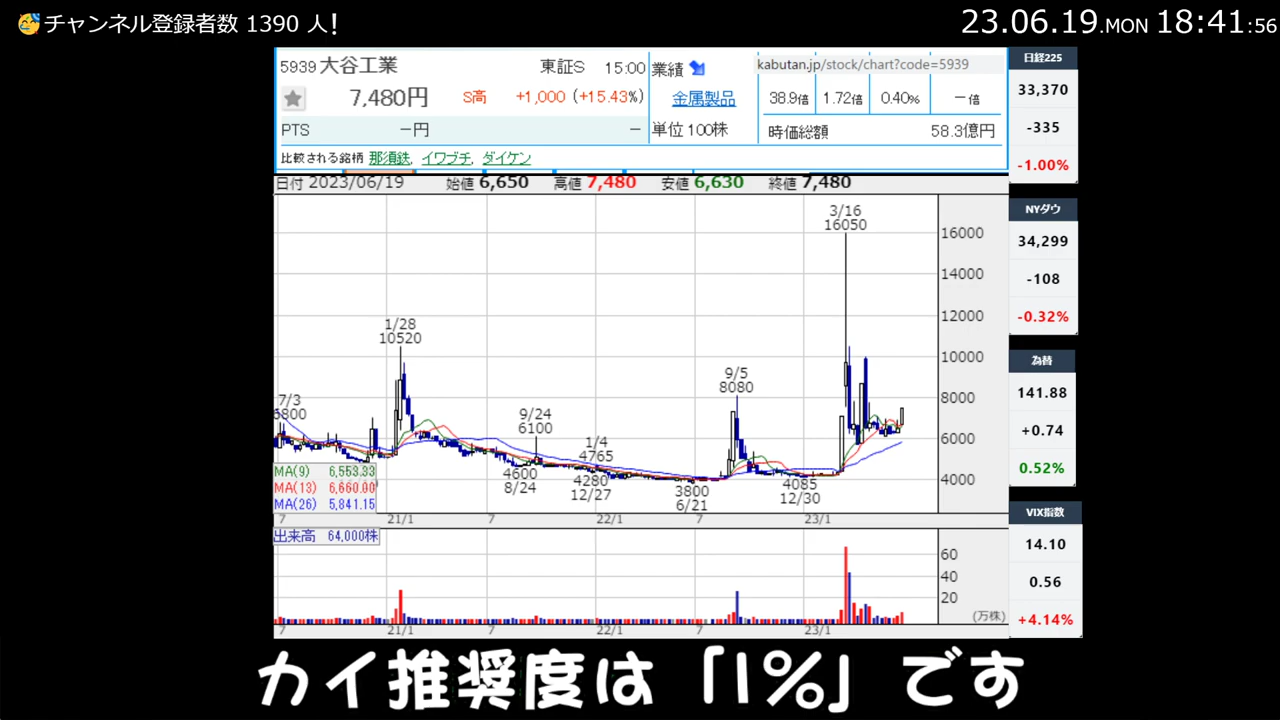 🥳チャンネル登録者数 1390 人!
23.06.19.MON 18:41:56
5939 大谷工業 東証S 15:00 業績
kabutan.jp/stock/chart?code=5939
7,480円 S高 +1,000 (+15.43%) 金属製品 38.9倍 1.72倍 0.40% －倍
PTS －円 － 単位 100株 時価総額 58.3億円
比較される銘柄 那須鉄, イワブチ, ダイケン
日付 2023/06/19 始値 6,650 高値 7,480 安値 6,630 終値 7,480
3/16
16050
1/28
10520
9/5
8080
7/3
6800
9/24
6100
1/4
4765
4600
8/24
4280
12/27
3800
6/21
4085
12/30
16000
14000
12000
10000
8000
6000
4000
MA(9) 6,553.33
MA(13) 6,660.00
MA(26) 5,841.15
7 21/1 7 22/1 7 23/1
出来高 64,000株
60
40
20
(万株)
7 21/1 7 22/1 7 23/1
日経225
33,370
-335
-1.00%
NYダウ
34,299
-108
-0.32%
為替
141.88
+0.74
0.52%
VIX指数
14.10
0.56
+4.14%
カイ推奨度は「1%」です